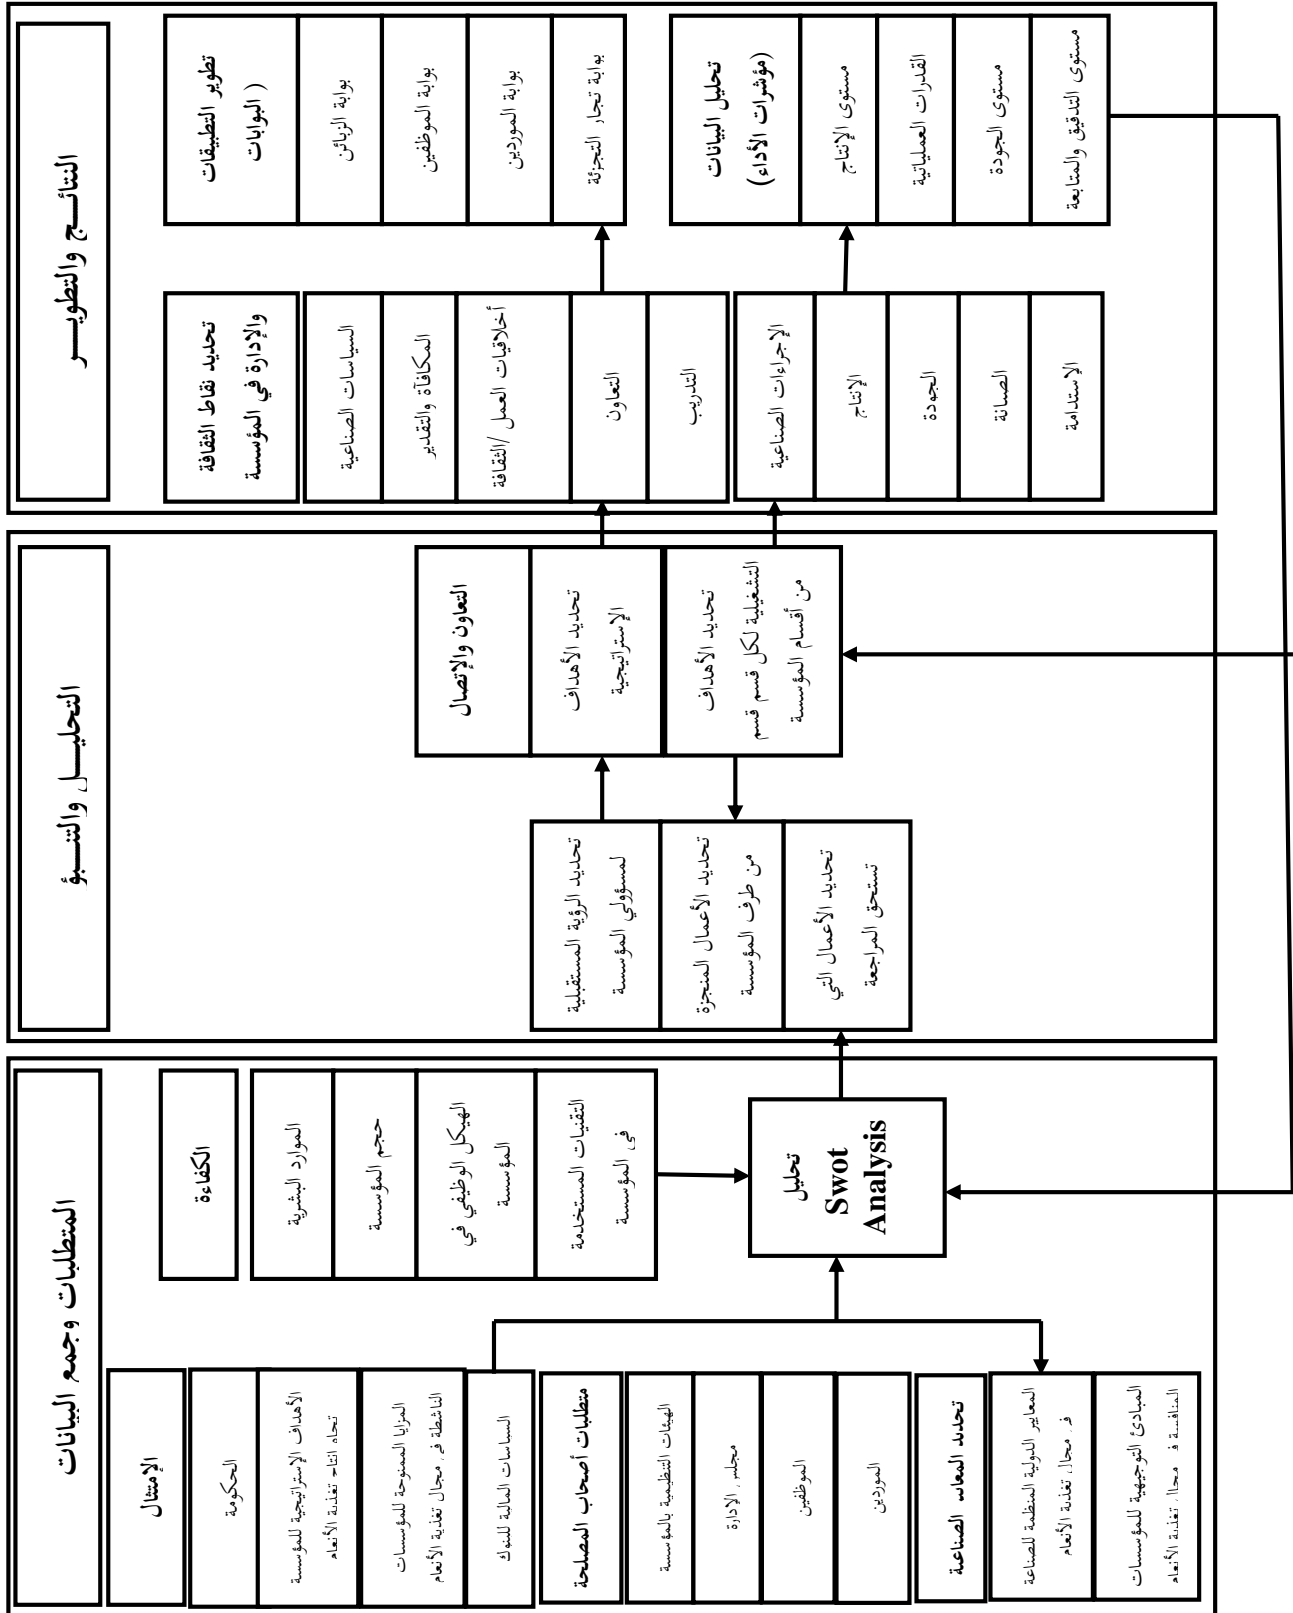 المتطلبات وجمع البيانات
الامتثال
الحكومة
الأهداف الإستراتيجية للمؤسسة
تجاه انتاج تغذية الأنعام
المزايا الممنوحة للمؤسسات
الناشطة في مجال تغذية الأنعام
السياسات المالية للبنوك
متطلبات أصحاب المصلحة
الهيئات التنظيمية بالمؤسسة
مجلس الإدارة
الموظفين
الموردين
تحديد المعايير الصناعية
المعايير الدولية المنظمة للصناعة
في مجال تغذية الأنعام
المبادئ التوجيهية للمؤسسات
المنافسة في مجال تغذية الأنعام
الكفاءة
الموارد البشرية
حجم المؤسسة
الهيكل الوظيفي في
المؤسسة
التقنيات المستخدمة
في المؤسسة
تحليل
Swot
Analysis
التحليـــل والتنـــبؤ
تحديد الرؤية المستقبلية
لمسؤولي المؤسسة
تحديد الأعمال المنجزة
من طرف المؤسسة
تحديد الأعمال التي
تستحق المراجعة
التعاون والإتصال
تحديد الأهداف
الإستراتيجية
تحديد الأهداف
التشغيلية لكل قسم قسم
من أقسام المؤسسة
النتائــج والتطويـــر
تحديد نقاط الثقافة
والإدارة في المؤسسة
السياسات الصناعية
المكافآة والتقدير
أخلاقيات العمل /الثقافة
التعاون
التدريب
الإجراءات الصناعية
الإنتاج
الجودة
الصيانة
الإستدامة
تطوير التطبيقات
( البوابات
بوابة الزبائن
بوابة الموظفين
بوابة الموردين
بوابة تجار التجزئة
تحليل البيانات
(مؤشرات الأداء)
مستوى الإنتاج
القدرات العملياتية
مستوى الجودة
مستوى التدقيق والمتابعة